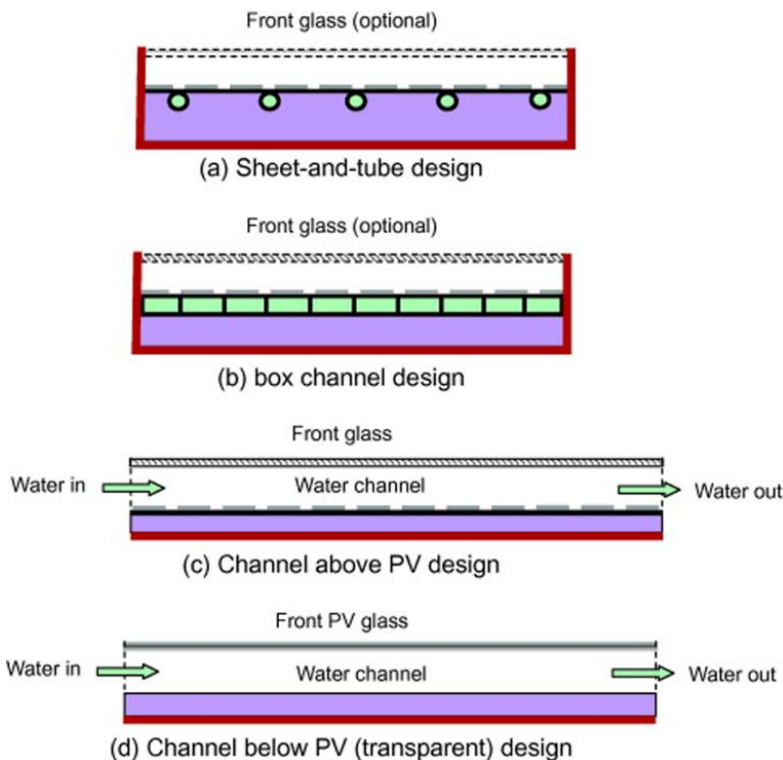 Front glass (optional)
(a) Sheet-and-tube design
Front glass (optional)
(b) box channel design
Front glass
Water in
Water channel
Water out
(c) Channel above PV design
Front PV glass
Water in
Water channel
Water out
(d) Channel below PV (transparent) design